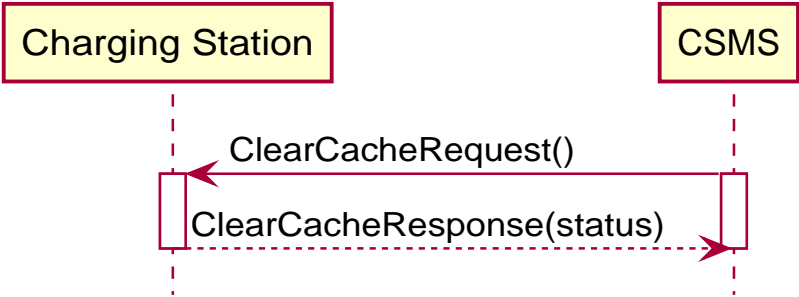 Charging Station
CSMS
ClearCacheRequest()
ClearCacheResponse(status)